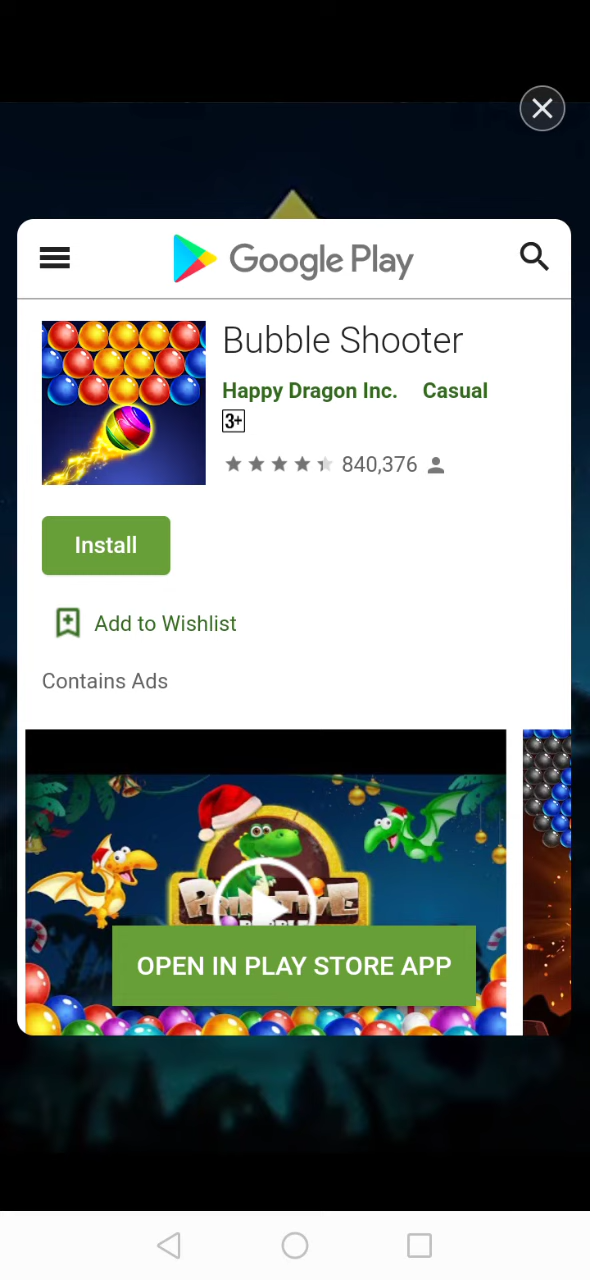 Google Play
Bubble Shooter
Happy Dragon Inc. Casual
3+
840,376
Install
Add to Wishlist
Contains Ads
PRIMITIVE
OPEN IN PLAY STORE APP